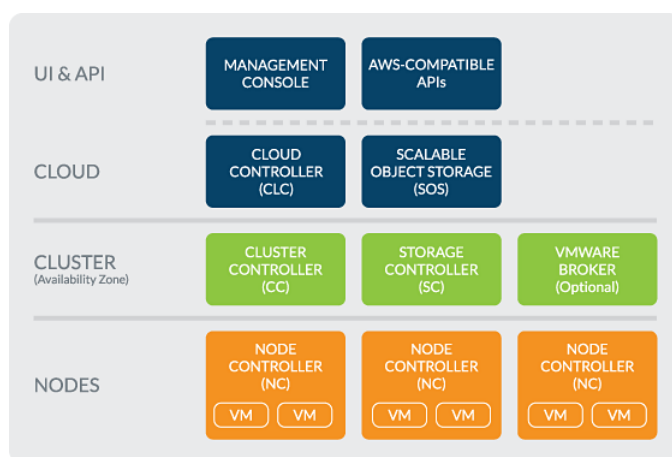 UI & API
MANAGEMENT
CONSOLE
AWS-COMPATIBLE
APIs
CLOUD
CLOUD
CONTROLLER
(CLC)
SCALABLE
OBJECT STORAGE
(SOS)
CLUSTER
(Availability Zone)
CLUSTER
CONTROLLER
(CC)
STORAGE
CONTROLLER
(SC)
VMWARE
BROKER
(Optional)
NODES
NODE
CONTROLLER
(NC)
VM VM
NODE
CONTROLLER
(NC)
VM VM
NODE
CONTROLLER
(NC)
VM VM